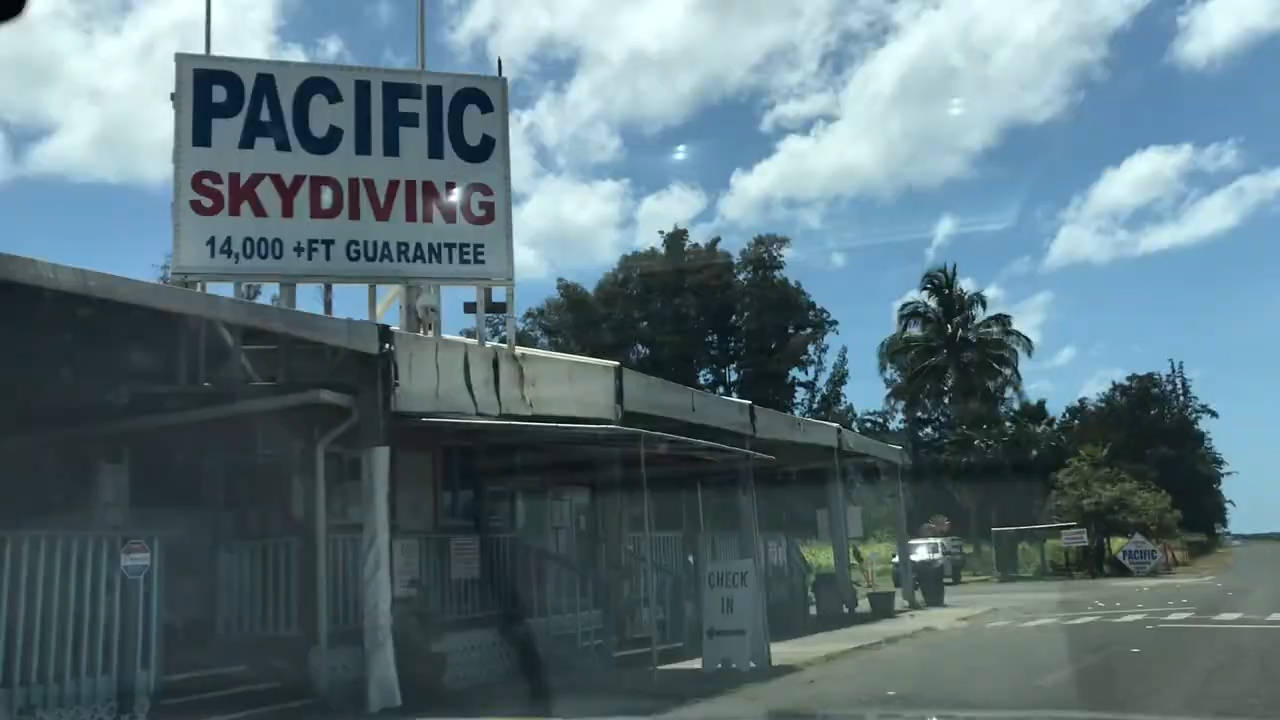 PACIFIC
SKYDIVING
14,000 +FT GUARANTEE
CHECK
IN
PACIFIC